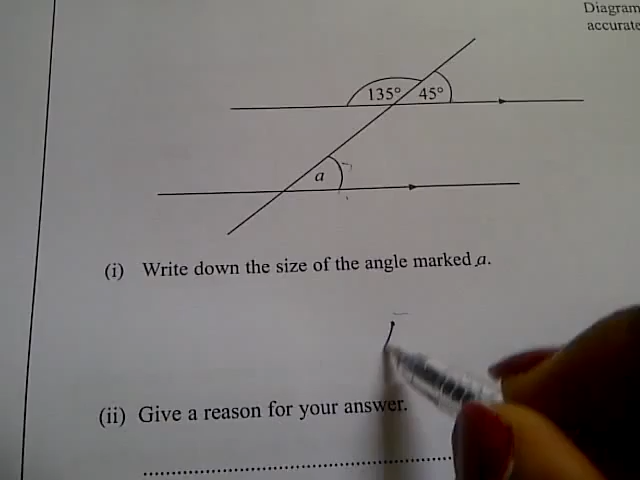 Diagram
accurate
135° 45°
a
(i) Write down the size of the angle marked a.
(ii) Give a reason for your answer.